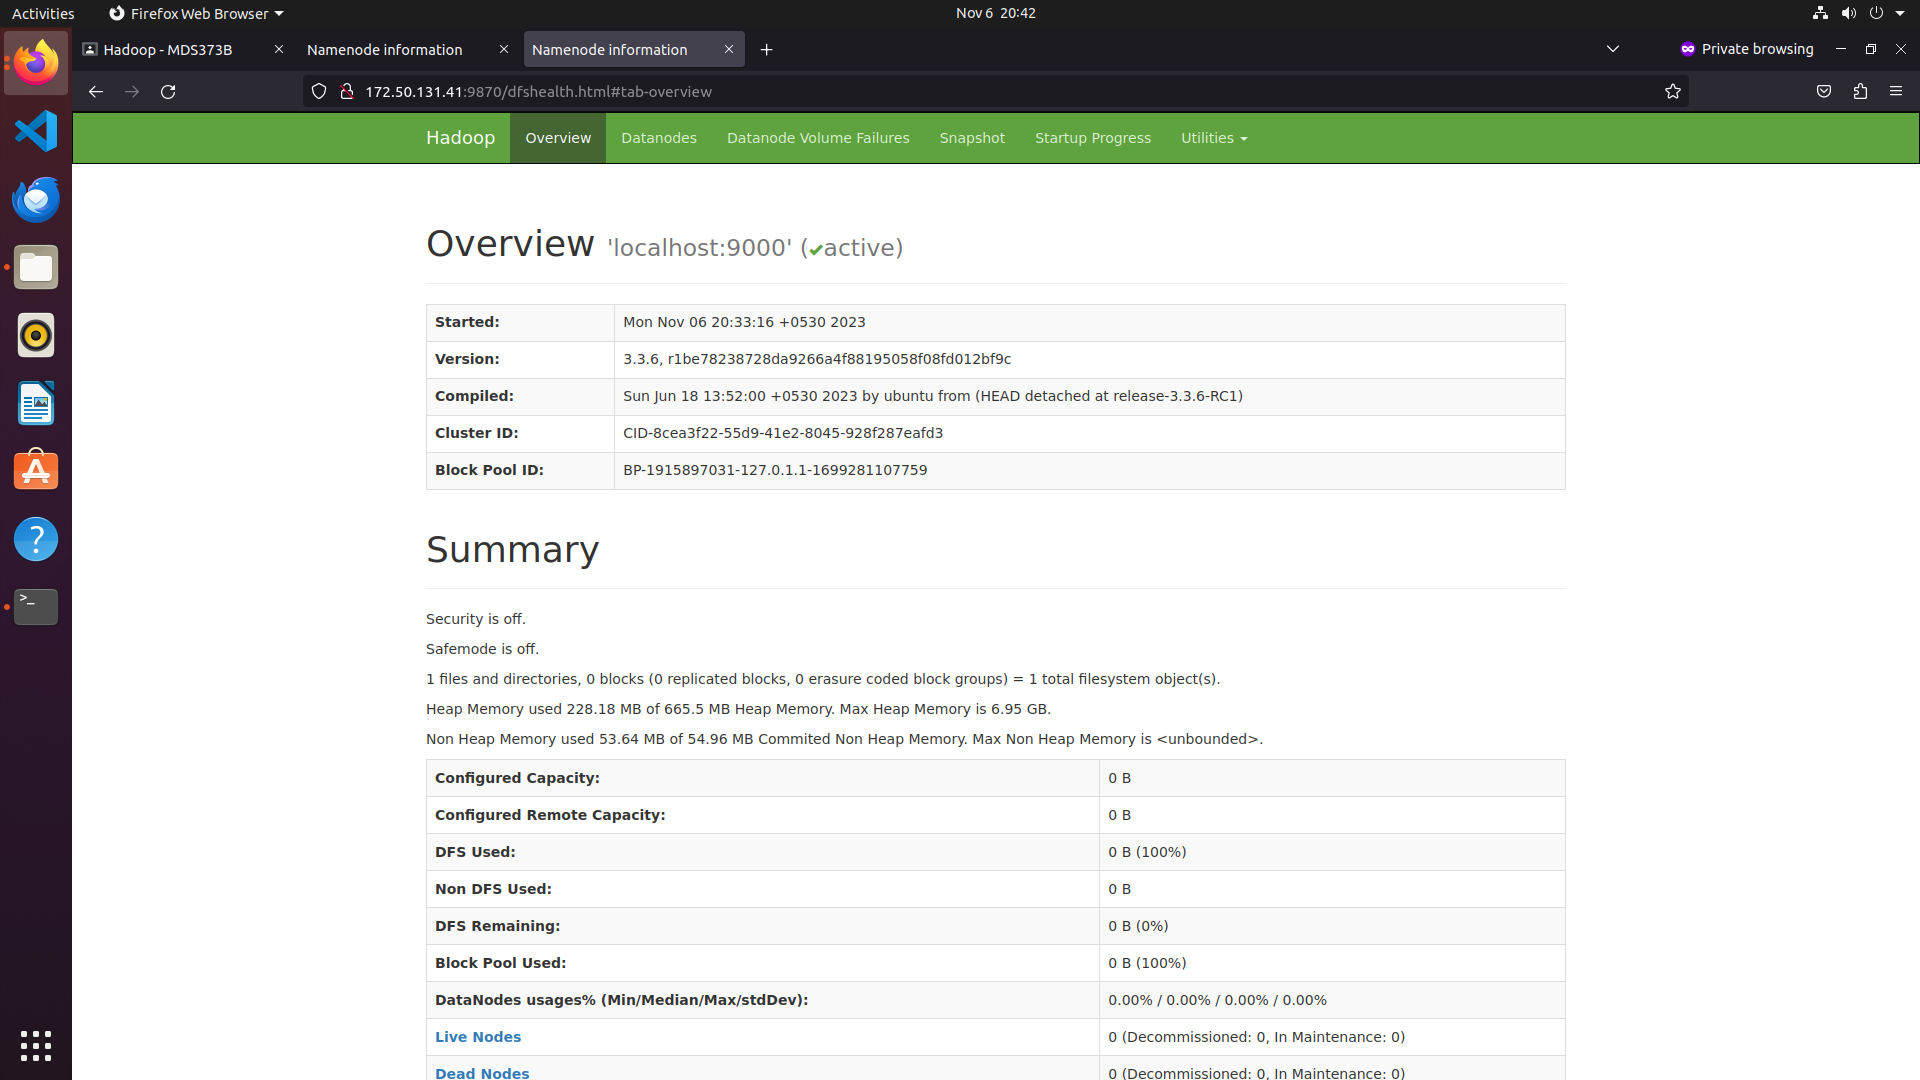 Activities
Firefox Web Browser
Nov 6 20:42
Hadoop - MDS373B
Namenode information
Namenode information
Private browsing
172.50.131.41:9870/dfshealth.html#tab-overview
Hadoop
Overview
Datanodes
Datanode Volume Failures
Snapshot
Startup Progress
Utilities
Overview 'localhost:9000' (✔active)
Started: Mon Nov 06 20:33:16 +0530 2023
Version: 3.3.6, r1be78238728da9266a4f88195058f08fd012bf9c
Compiled: Sun Jun 18 13:52:00 +0530 2023 by ubuntu from (HEAD detached at release-3.3.6-RC1)
Cluster ID: CID-8cea3f22-55d9-41e2-8045-928f287eafd3
Block Pool ID: BP-1915897031-127.0.1.1-1699281107759
Summary
Security is off.
Safemode is off.
1 files and directories, 0 blocks (0 replicated blocks, 0 erasure coded block groups) = 1 total filesystem object(s).
Heap Memory used 228.18 MB of 665.5 MB Heap Memory. Max Heap Memory is 6.95 GB.
Non Heap Memory used 53.64 MB of 54.96 MB Commited Non Heap Memory. Max Non Heap Memory is <unbounded>.
Configured Capacity: 0 B
Configured Remote Capacity: 0 B
DFS Used: 0 B (100%)
Non DFS Used: 0 B
DFS Remaining: 0 B (0%)
Block Pool Used: 0 B (100%)
DataNodes usages% (Min/Median/Max/stdDev): 0.00% / 0.00% / 0.00% / 0.00%
Live Nodes 0 (Decommissioned: 0, In Maintenance: 0)
Dead Nodes 0 (Decommissioned: 0, In Maintenance: 0)